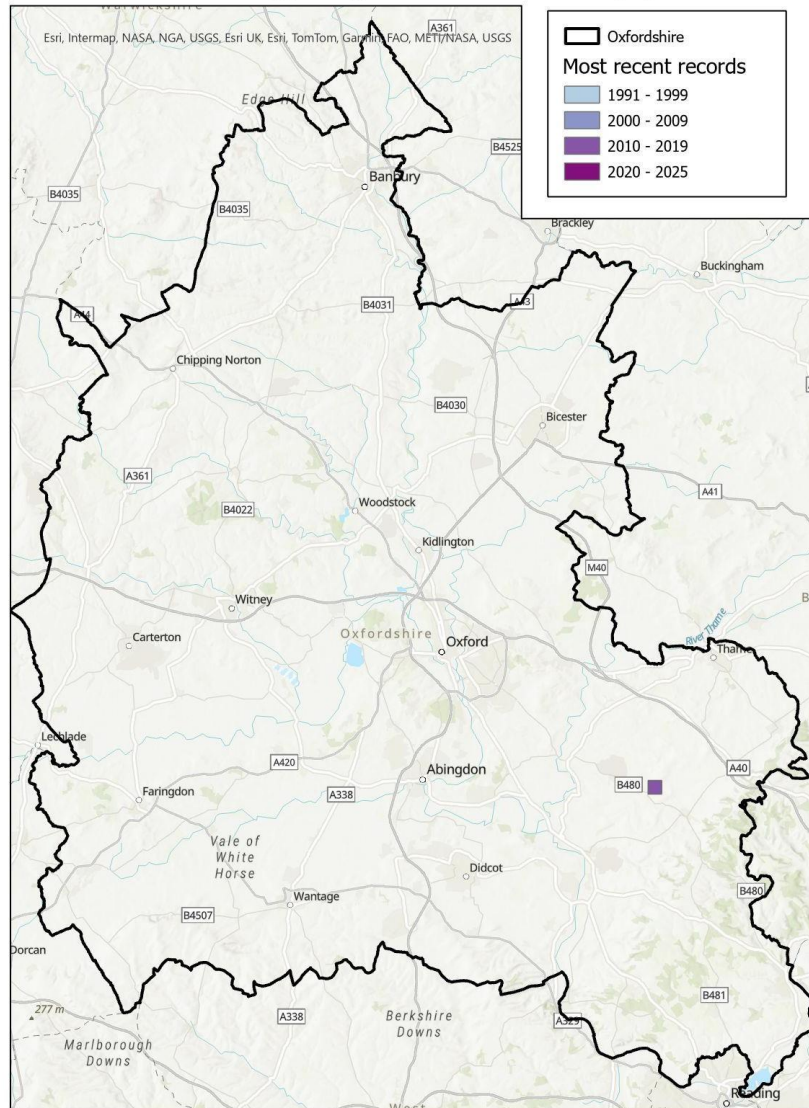 Warwickshire
A361
Esri, Intermap, NASA, NGA, USGS, Esri UK, Esri, TomTom, Garmin, FAO, METI/NASA, USGS
Oxfordshire
Most recent records
1991 - 1999
2000 - 2009
2010 - 2019
2020 - 2025
Edge Hill
B4525
Banbury
B4035
B4035
Brackley
Buckingham
A43
B4031
A44
Chipping Norton
B4030
Bicester
A361
A41
Woodstock
B4022
Kidlington
M40
Witney
Oxfordshire
River Thame
Carterton
Oxford
Thame
Lechlade
A420
A40
Abingdon
B480
Faringdon
A338
Vale of
White
Horse
Didcot
B480
Wantage
B4507
Dorcan
B481
277 m
A338
Berkshire
Downs
A329
Marlborough
Downs
West
Reading